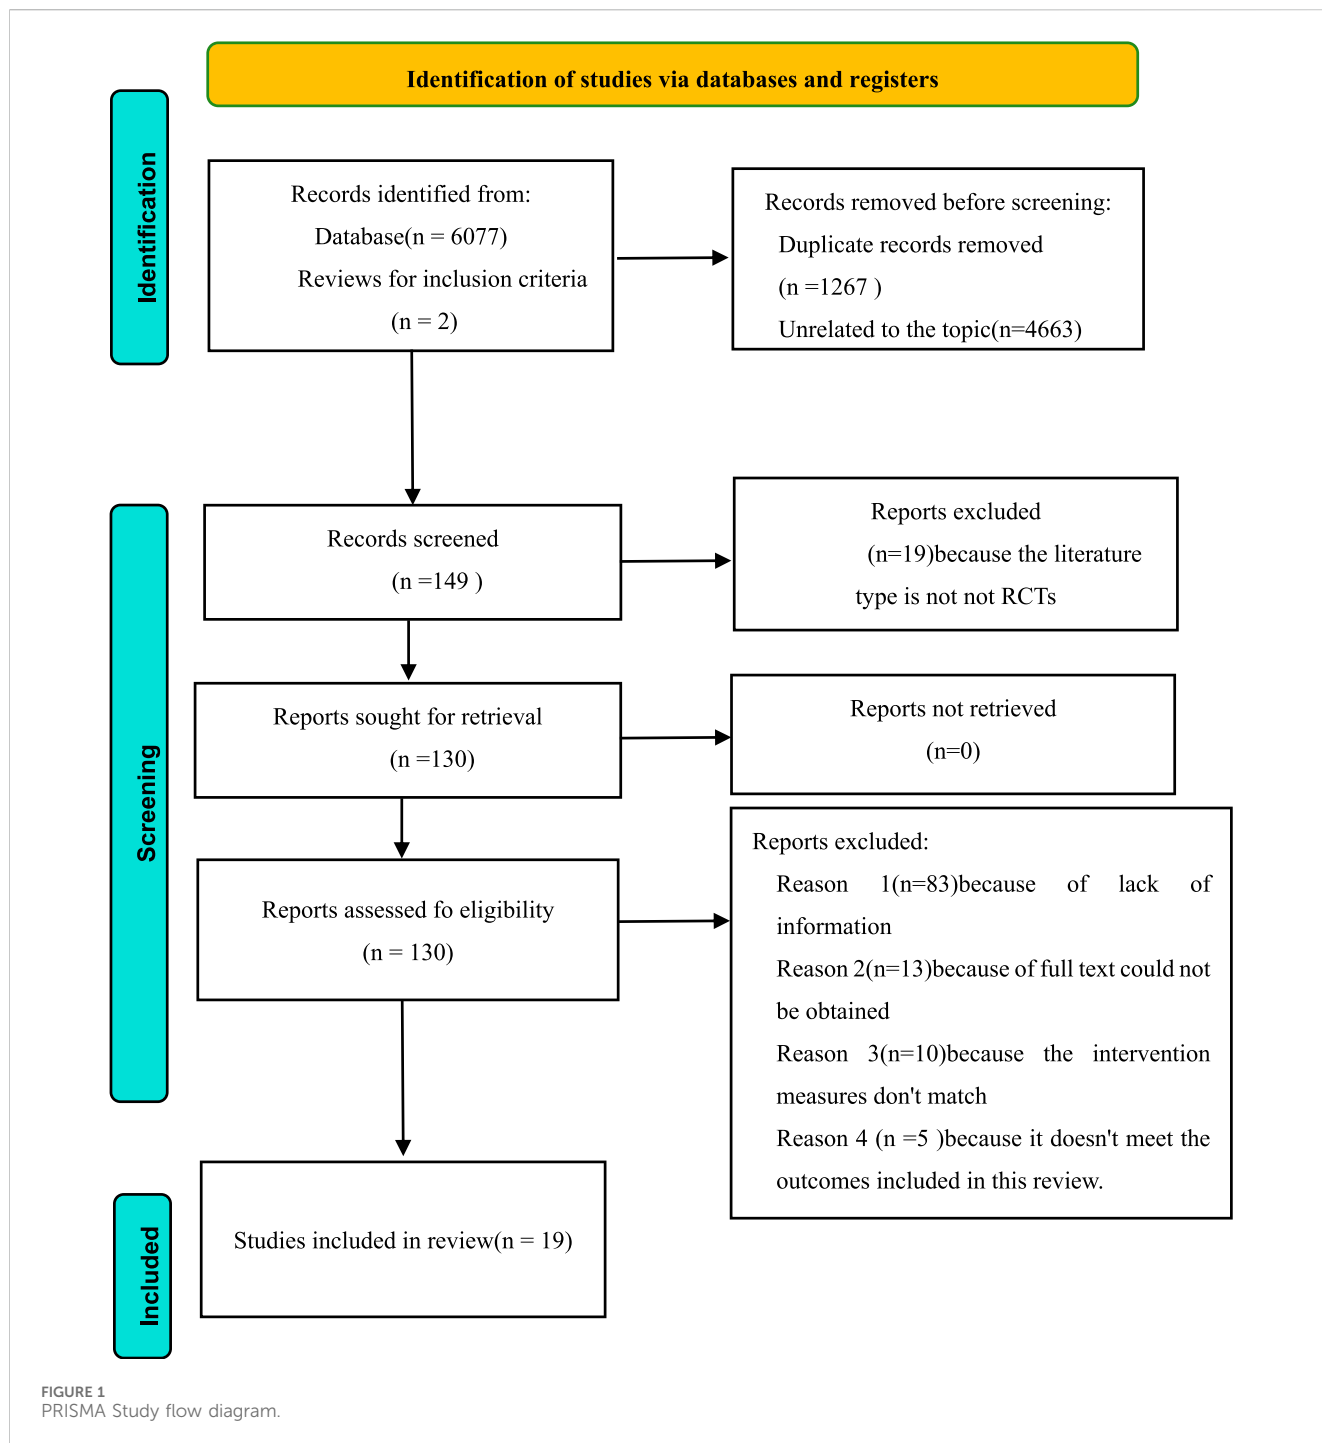 Identification of studies via databases and registers
Identification
Records identified from:
Database(n = 6077)
Reviews for inclusion criteria
(n = 2)
Records removed before screening:
Duplicate records removed
(n =1267 )
Unrelated to the topic(n=4663)
Screening
Records screened
(n =149 )
Reports excluded
(n=19)because the literature
type is not not RCTs
Reports sought for retrieval
(n =130)
Reports not retrieved
(n=0)
Reports assessed fo eligibility
(n = 130)
Reports excluded:
Reason 1(n=83)because of lack of
information
Reason 2(n=13)because of full text could not
be obtained
Reason 3(n=10)because the intervention
measures don't match
Reason 4 (n =5 )because it doesn't meet the
outcomes included in this review.
Included
Studies included in review(n = 19)
FIGURE 1
PRISMA Study flow diagram.